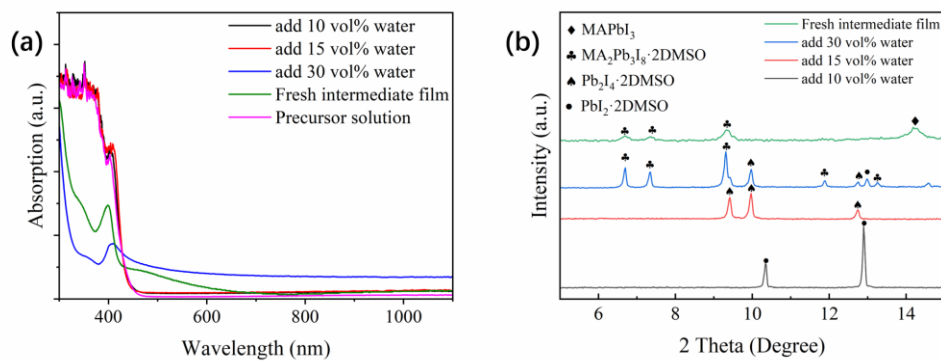 (a)
add 10 vol% water
add 15 vol% water
add 30 vol% water
Fresh intermediate film
Precursor solution
Absorption (a.u.)
400 600 800 1000
Wavelength (nm)
(b)
MAPbI₃
MA₂Pb₃I₈·2DMSO
Pb₂I₄·2DMSO
PbI₂·2DMSO
Fresh intermediate film
add 30 vol% water
add 15 vol% water
add 10 vol% water
Intensity (a.u.)
6 8 10 12 14
2 Theta (Degree)